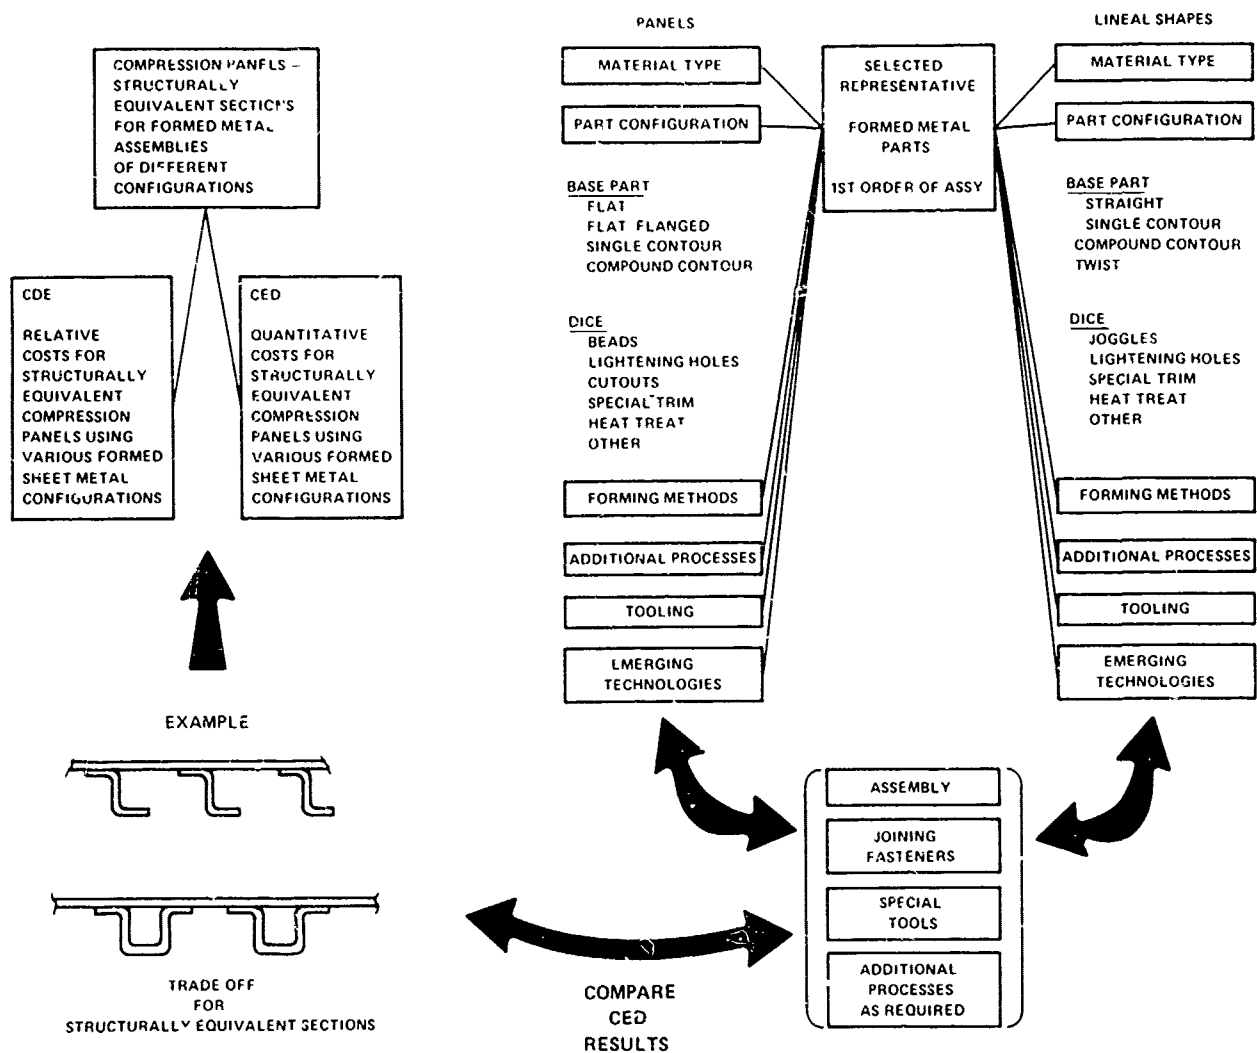 COMPRESSION PANELS –
STRUCTURALLY
EQUIVALENT SECTIONS
FOR FORMED METAL
ASSEMBLIES
OF DIFFERENT
CONFIGURATIONS
CDE
RELATIVE
COSTS FOR
STRUCTURALLY
EQUIVALENT
COMPRESSION
PANELS USING
VARIOUS FORMED
SHEET METAL
CONFIGURATIONS
CED
QUANTITATIVE
COSTS FOR
STRUCTURALLY
EQUIVALENT
COMPRESSION
PANELS USING
VARIOUS FORMED
SHEET METAL
CONFIGURATIONS
EXAMPLE
TRADE OFF
FOR
STRUCTURALLY EQUIVALENT SECTIONS
PANELS
MATERIAL TYPE
PART CONFIGURATION
BASE PART
FLAT
FLAT FLANGED
SINGLE CONTOUR
COMPOUND CONTOUR
DICE
BEADS
LIGHTENING HOLES
CUTOUTS
SPECIAL TRIM
HEAT TREAT
OTHER
FORMING METHODS
ADDITIONAL PROCESSES
TOOLING
EMERGING
TECHNOLOGIES
SELECTED
REPRESENTATIVE
FORMED METAL
PARTS
1ST ORDER OF ASSY
LINEAL SHAPES
MATERIAL TYPE
PART CONFIGURATION
BASE PART
STRAIGHT
SINGLE CONTOUR
COMPOUND CONTOUR
TWIST
DICE
JOGGLES
LIGHTENING HOLES
SPECIAL TRIM
HEAT TREAT
OTHER
FORMING METHODS
ADDITIONAL PROCESSES
TOOLING
EMERGING
TECHNOLOGIES
ASSEMBLY
JOINING
FASTENERS
SPECIAL
TOOLS
ADDITIONAL
PROCESSES
AS REQUIRED
COMPARE
CED
RESULTS